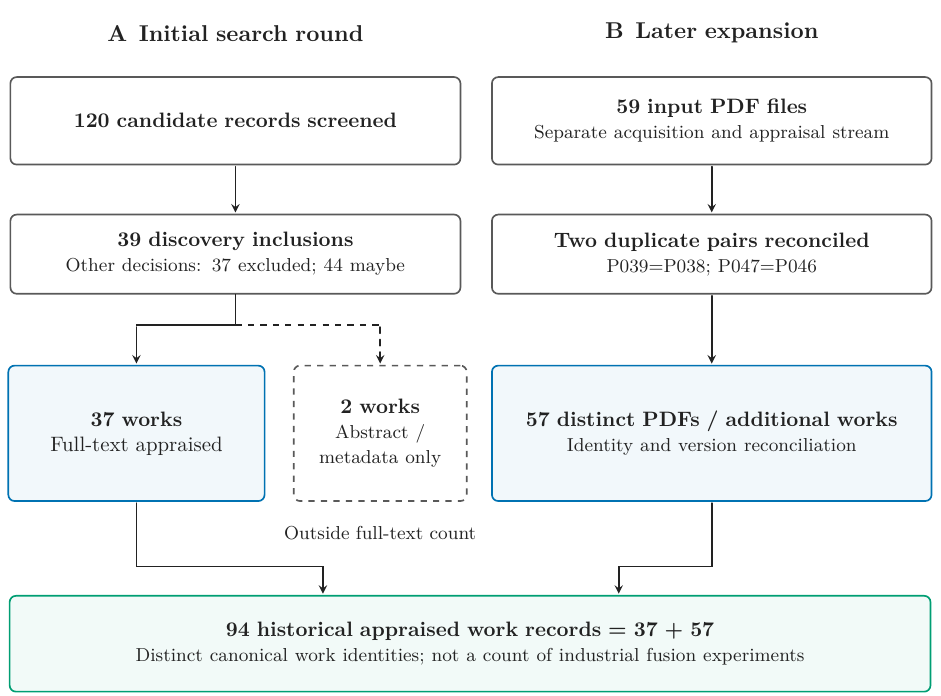 A Initial search round
120 candidate records screened
39 discovery inclusions
Other decisions: 37 excluded; 44 maybe
37 works
Full-text appraised
2 works
Abstract /
metadata only
Outside full-text count
B Later expansion
59 input PDF files
Separate acquisition and appraisal stream
Two duplicate pairs reconciled
P039=P038; P047=P046
57 distinct PDFs / additional works
Identity and version reconciliation
94 historical appraised work records = 37 + 57
Distinct canonical work identities; not a count of industrial fusion experiments